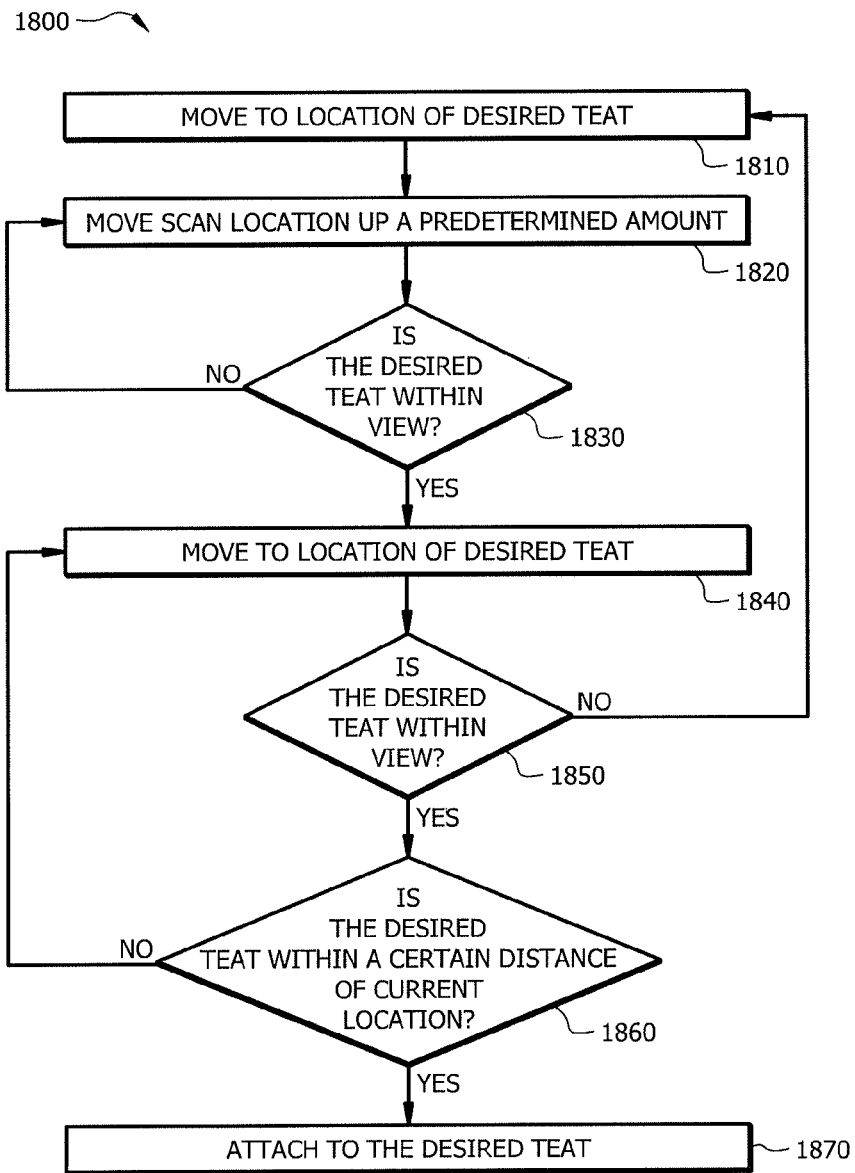 1800
MOVE TO LOCATION OF DESIRED TEAT
1810
MOVE SCAN LOCATION UP A PREDETERMINED AMOUNT
1820
IS
THE DESIRED
TEAT WITHIN
VIEW?
NO
1830
YES
MOVE TO LOCATION OF DESIRED TEAT
1840
IS
THE DESIRED
TEAT WITHIN
VIEW?
NO
1850
YES
IS
THE DESIRED
TEAT WITHIN A CERTAIN DISTANCE
OF CURRENT
LOCATION?
NO
1860
YES
ATTACH TO THE DESIRED TEAT
1870